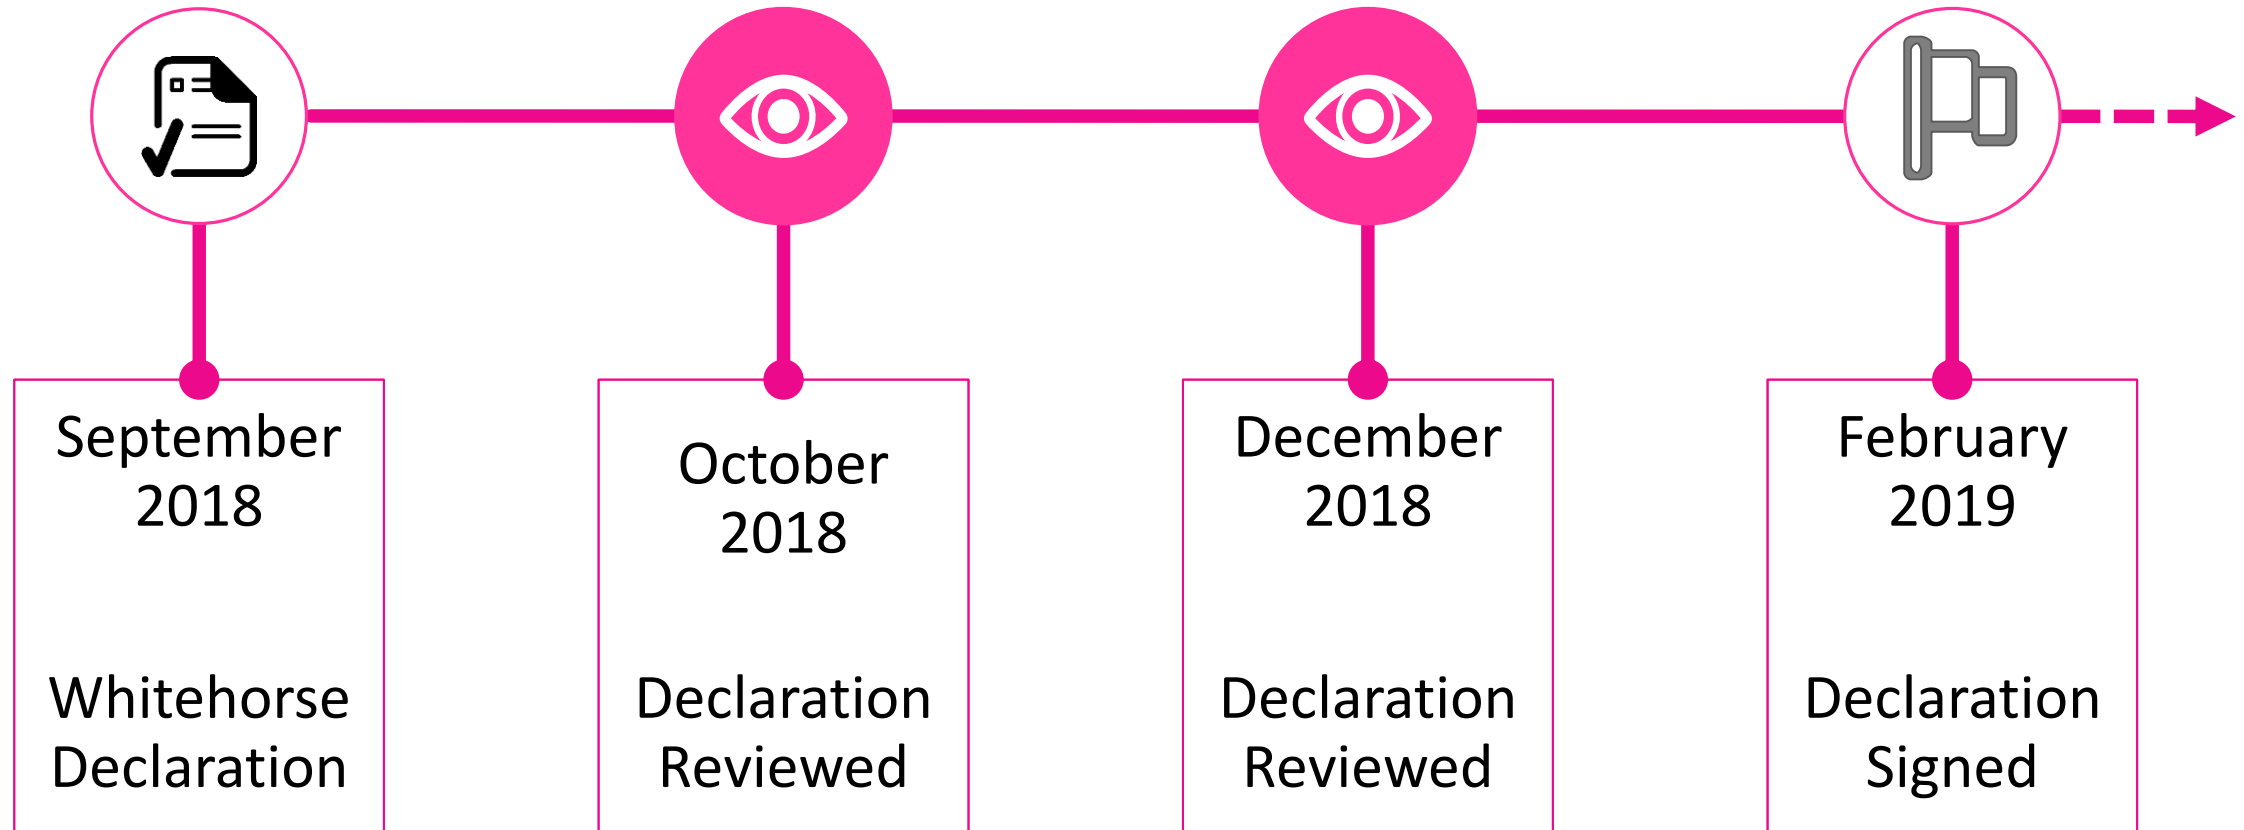 September
2018
Whitehorse
Declaration
October
2018
Declaration
Reviewed
December
2018
Declaration
Reviewed
February
2019
Declaration
Signed